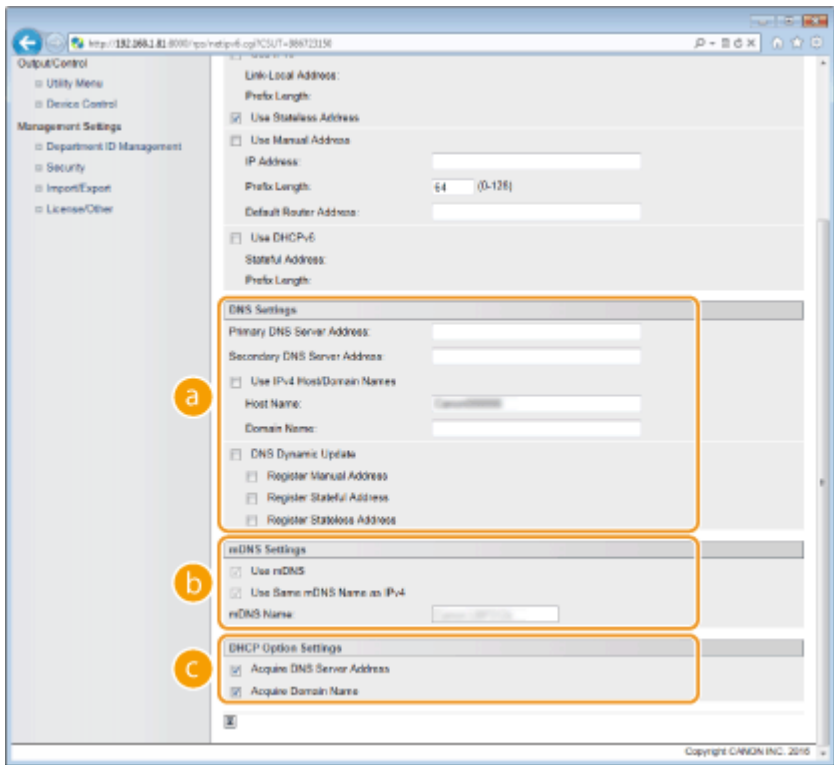 Output/Control
Utility Menu
Device Control
Management Settings
Department ID Management
Security
Import/Export
License/Other
Link-Local Address:
Prefix Length:
Use Stateless Address
Use Manual Address
IP Address:
Prefix Length: 64 (0-128)
Default Router Address:
Use DHCPv6
Stateful Address:
Prefix Length:
a
DNS Settings
Primary DNS Server Address:
Secondary DNS Server Address:
Use IPv4 Host/Domain Names
Host Name:
Domain Name:
DNS Dynamic Update
Register Manual Address
Register Stateful Address
Register Stateless Address
b
mDNS Settings
Use mDNS
Use Same mDNS Name as IPv4
mDNS Name:
c
DHCP Option Settings
Acquire DNS Server Address
Acquire Domain Name
Copyright CANON INC. 2016